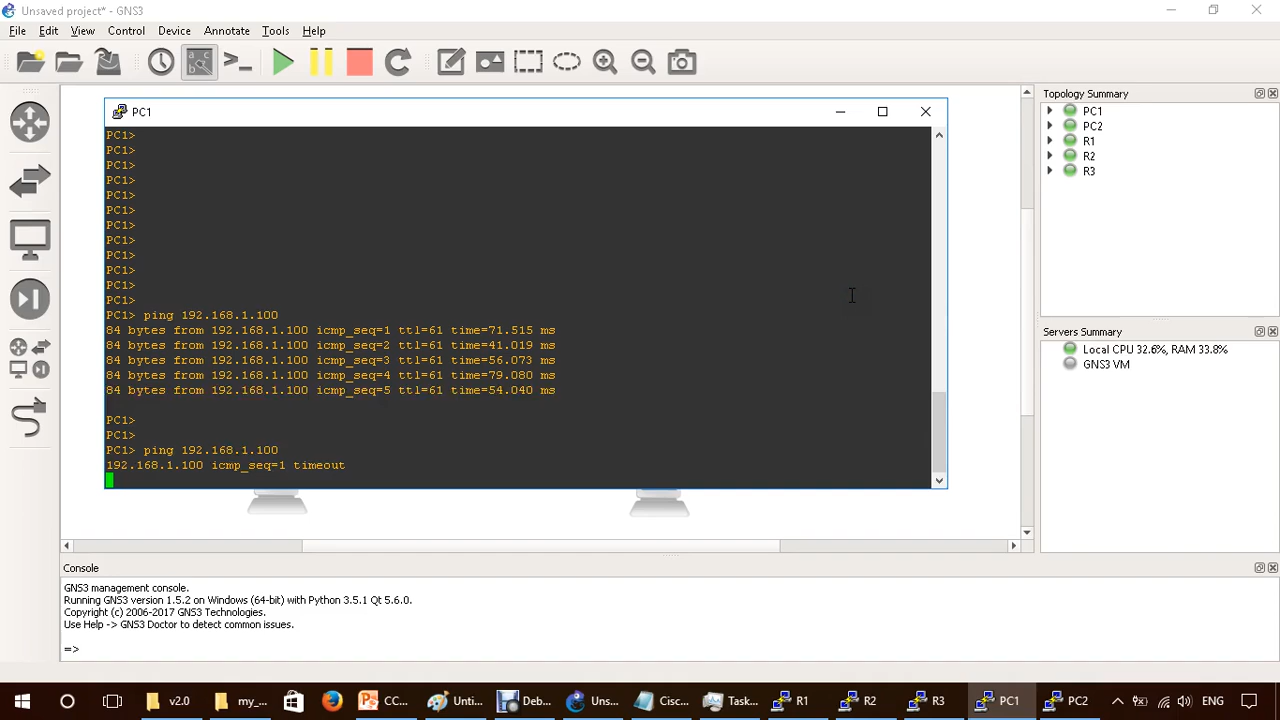 Unsaved project* - GNS3
File Edit View Control Device Annotate Tools Help
a c
b
PC1
PC1>
PC1>
PC1>
PC1>
PC1>
PC1>
PC1>
PC1>
PC1>
PC1>
PC1>
PC1>
PC1> ping 192.168.1.100
84 bytes from 192.168.1.100 icmp_seq=1 ttl=61 time=71.515 ms
84 bytes from 192.168.1.100 icmp_seq=2 ttl=61 time=41.019 ms
84 bytes from 192.168.1.100 icmp_seq=3 ttl=61 time=56.073 ms
84 bytes from 192.168.1.100 icmp_seq=4 ttl=61 time=79.080 ms
84 bytes from 192.168.1.100 icmp_seq=5 ttl=61 time=54.040 ms
PC1>
PC1>
PC1> ping 192.168.1.100
192.168.1.100 icmp_seq=1 timeout
Topology Summary
PC1
PC2
R1
R2
R3
Servers Summary
Local CPU 32.6%, RAM 33.8%
GNS3 VM
Console
GNS3 management console.
Running GNS3 version 1.5.2 on Windows (64-bit) with Python 3.5.1 Qt 5.6.0.
Copyright (c) 2006-2017 GNS3 Technologies.
Use Help -> GNS3 Doctor to detect common issues.
=>
v2.0 my_... CC... Unti... Deb... Uns... Cisc... Task... R1 R2 R3 PC1 PC2 ENG